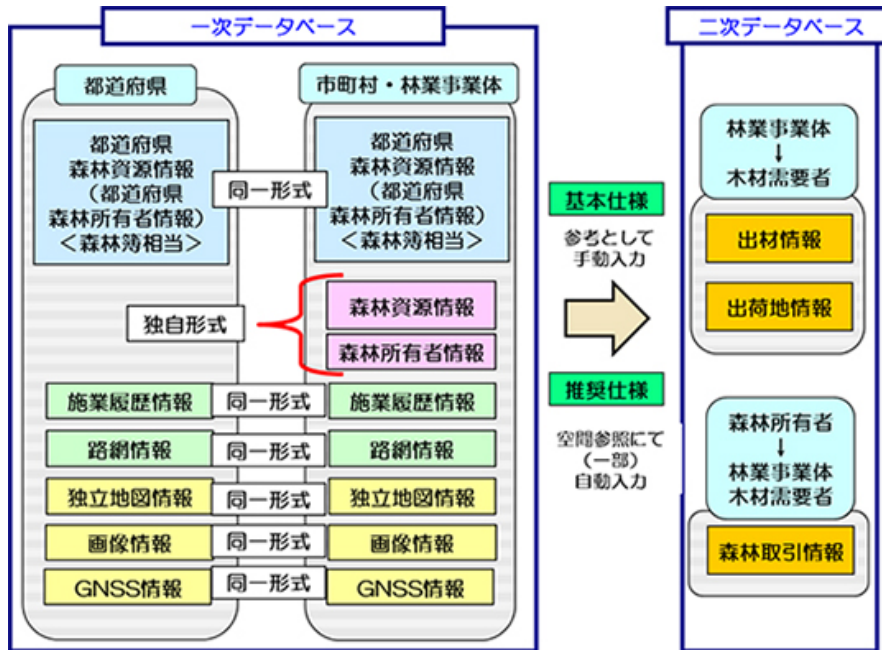 一次データベース
都道府県
都道府県
森林資源情報
(都道府県
森林所有者情報)
<森林簿相当>
同一形式
市町村・林業事業体
都道府県
森林資源情報
(都道府県
森林所有者情報)
<森林簿相当>
独自形式
森林資源情報
森林所有者情報
施業履歴情報
同一形式
施業履歴情報
路網情報
同一形式
路網情報
独立地図情報
同一形式
独立地図情報
画像情報
同一形式
画像情報
GNSS情報
同一形式
GNSS情報
基本仕様
参考として
手動入力
推奨仕様
空間参照にて
(一部)
自動入力
二次データベース
林業事業体
↓
木材需要者
出材情報
出荷地情報
森林所有者
↓
林業事業体
木材需要者
森林取引情報